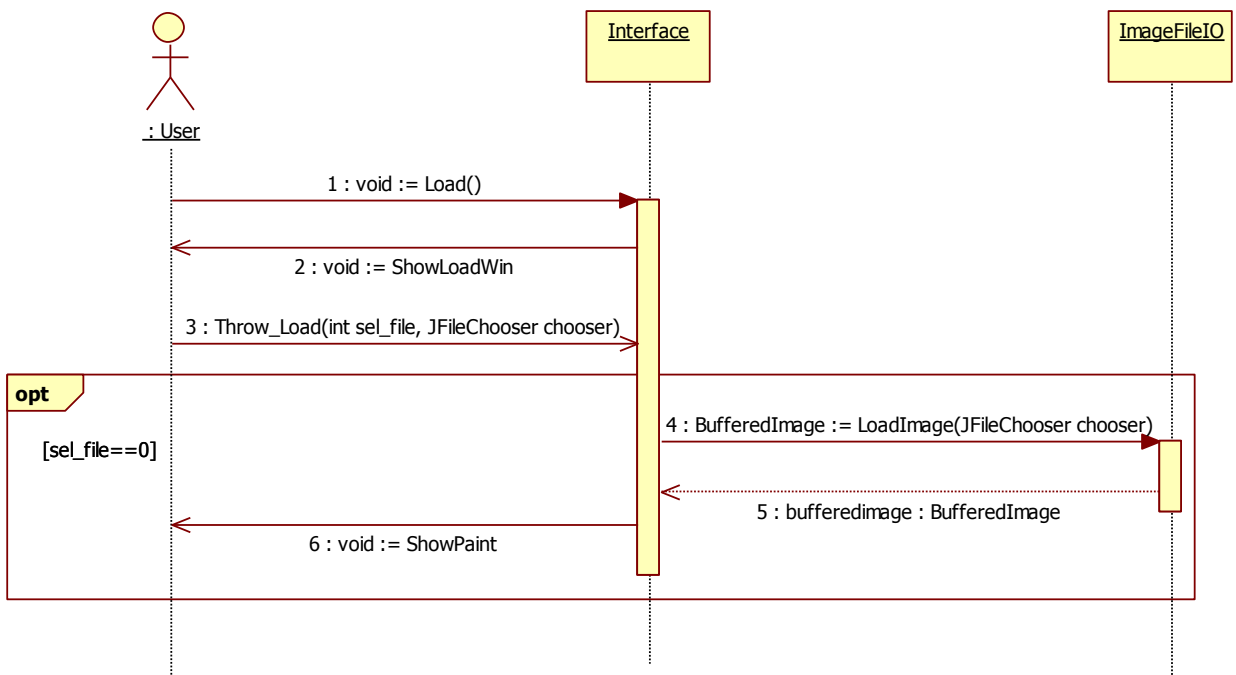 Interface
ImageFileIO
: User
1 : void := Load()
2 : void := ShowLoadWin
3 : Throw_Load(int sel_file, JFileChooser chooser)
opt
4 : BufferedImage := LoadImage(JFileChooser chooser)
[sel_file==0]
5 : bufferedimage : BufferedImage
6 : void := ShowPaint